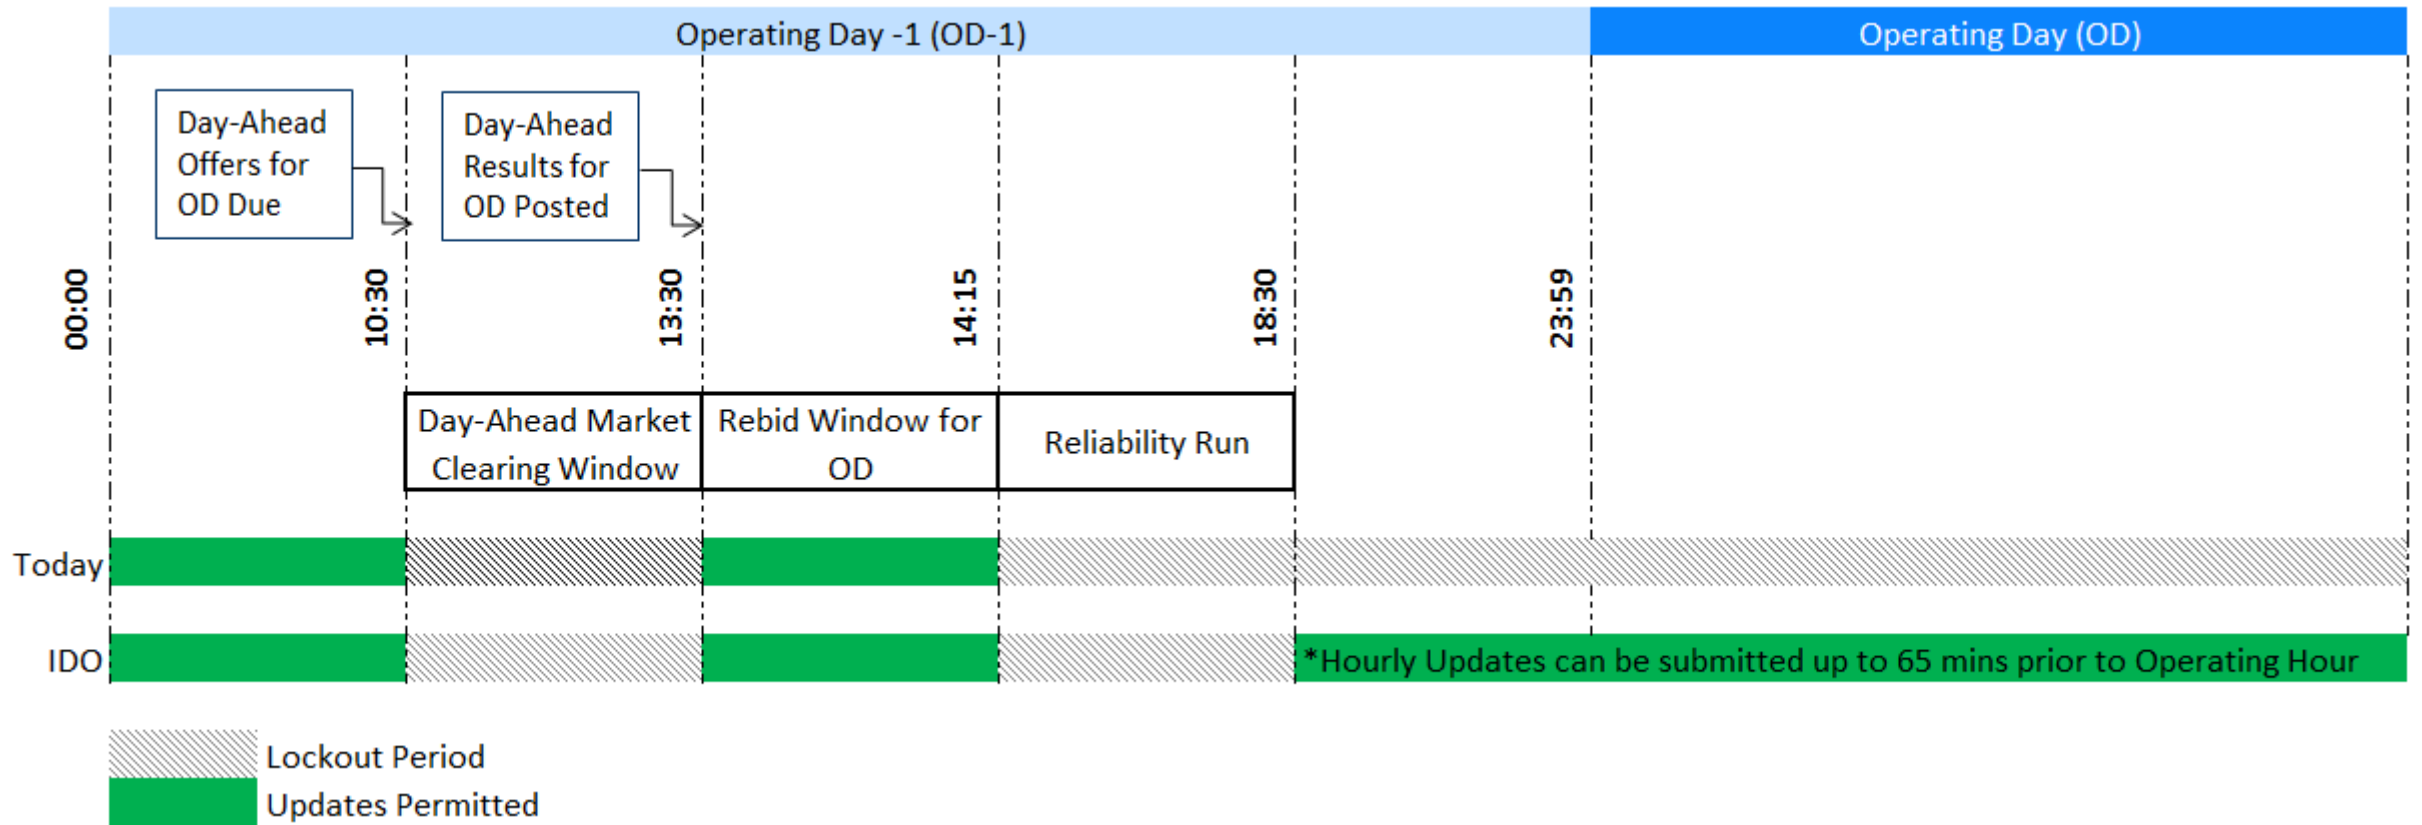 Operating Day -1 (OD-1)
Operating Day (OD)
Day-Ahead
Offers for
OD Due
Day-Ahead
Results for
OD Posted
00:00
10:30
13:30
14:15
18:30
23:59
Day-Ahead Market
Clearing Window
Rebid Window for
OD
Reliability Run
Today
IDO
*Hourly Updates can be submitted up to 65 mins prior to Operating Hour
Lockout Period
Updates Permitted